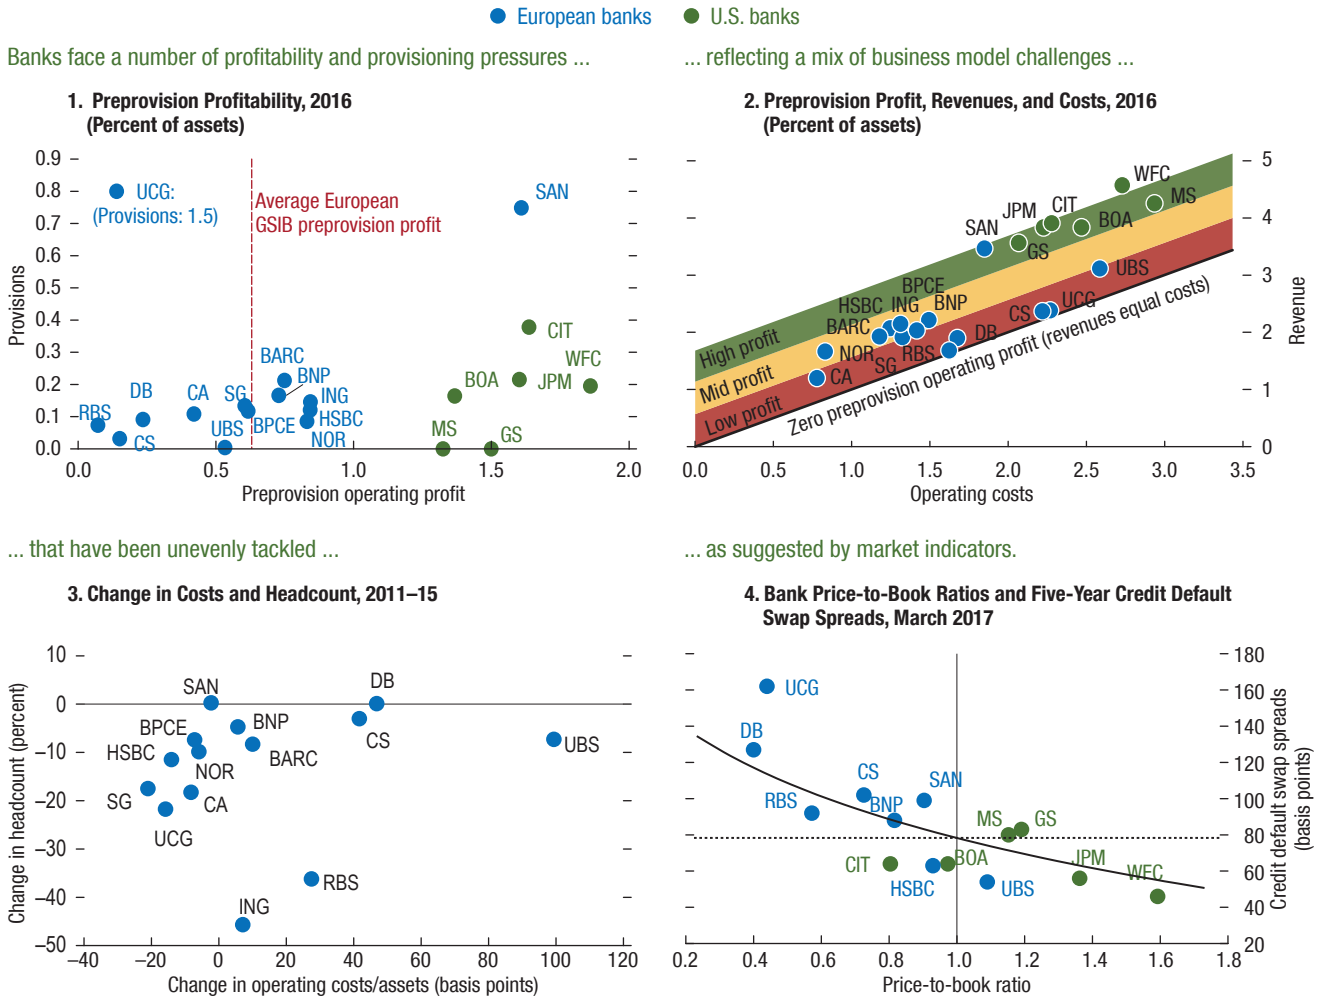 European banks
U.S. banks
Banks face a number of profitability and provisioning pressures ...
1. Preprovision Profitability, 2016
(Percent of assets)
Provisions
0.9
0.8
0.7
0.6
0.5
0.4
0.3
0.2
0.1
0.0
UCG:
(Provisions: 1.5)
Average European
GSIB preprovision profit
SAN
CIT
WFC
BARC
BNP
BOA
JPM
DB
CA
SG
ING
RBS
UBS
BPCE
HSBC
CS
NOR
MS
GS
0.0
0.5
1.0
1.5
2.0
Preprovision operating profit
... reflecting a mix of business model challenges ...
2. Preprovision Profit, Revenues, and Costs, 2016
(Percent of assets)
5
4
3
2
1
0
Revenue
WFC
MS
CIT
JPM
BOA
SAN
GS
UBS
BPCE
HSBC
ING
BNP
UCG
CS
BARC
DB
NOR
RBS
SG
CA
High profit
Mid profit
Low profit
Zero preprovision operating profit (revenues equal costs)
0.0
0.5
1.0
1.5
2.0
2.5
3.0
3.5
Operating costs
... that have been unevenly tackled ...
3. Change in Costs and Headcount, 2011–15
Change in headcount (percent)
10
0
–10
–20
–30
–40
–50
SAN
DB
BPCE
BNP
CS
UBS
HSBC
BARC
NOR
SG
CA
UCG
RBS
ING
–40
–20
0
20
40
60
80
100
120
Change in operating costs/assets (basis points)
... as suggested by market indicators.
4. Bank Price-to-Book Ratios and Five-Year Credit Default
Swap Spreads, March 2017
180
160
140
120
100
80
60
40
20
Credit default swap spreads
(basis points)
UCG
DB
CS
SAN
RBS
BNP
MS
GS
CIT
BOA
JPM
HSBC
UBS
WFC
0.2
0.4
0.6
0.8
1.0
1.2
1.4
1.6
1.8
Price-to-book ratio